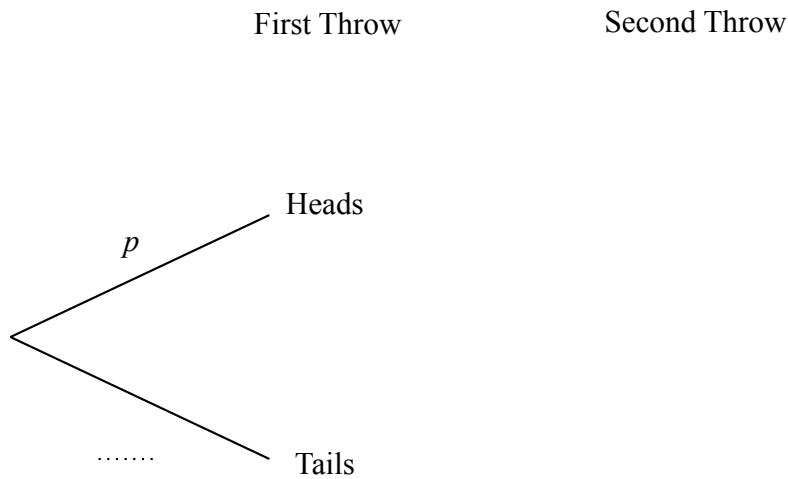 First Throw Second Throw
Heads
p
.......
Tails